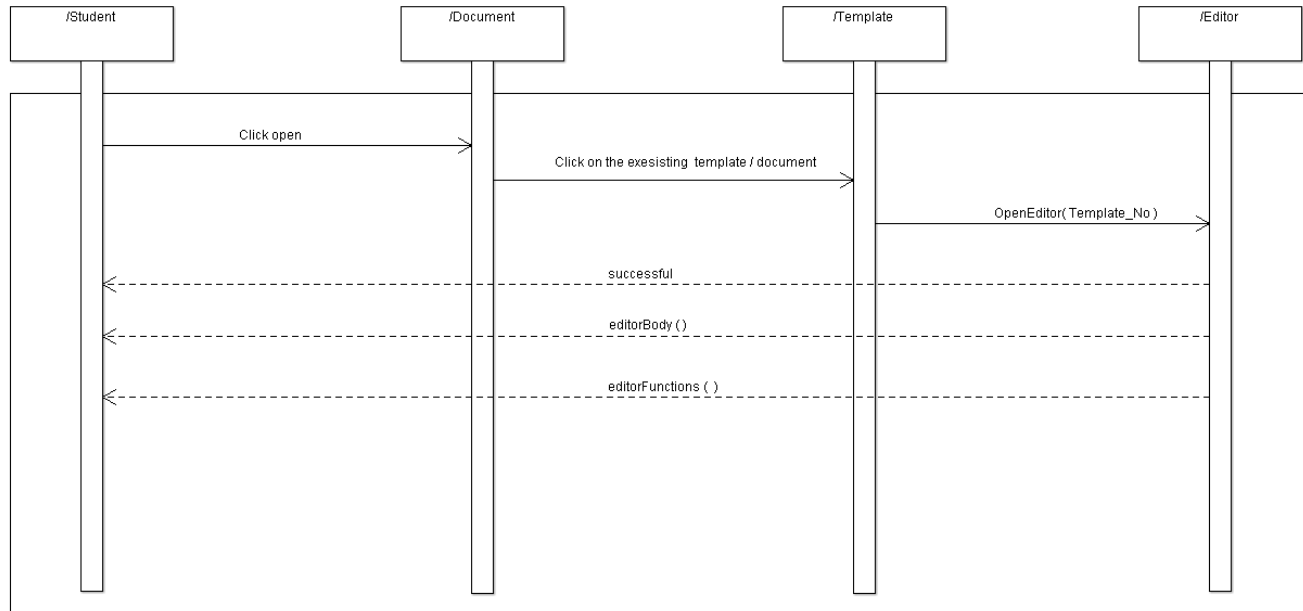 /Student
/Document
/Template
/Editor
Click open
Click on the exesisting template / document
OpenEditor( Template_No )
successful
editorBody ( )
editorFunctions ( )